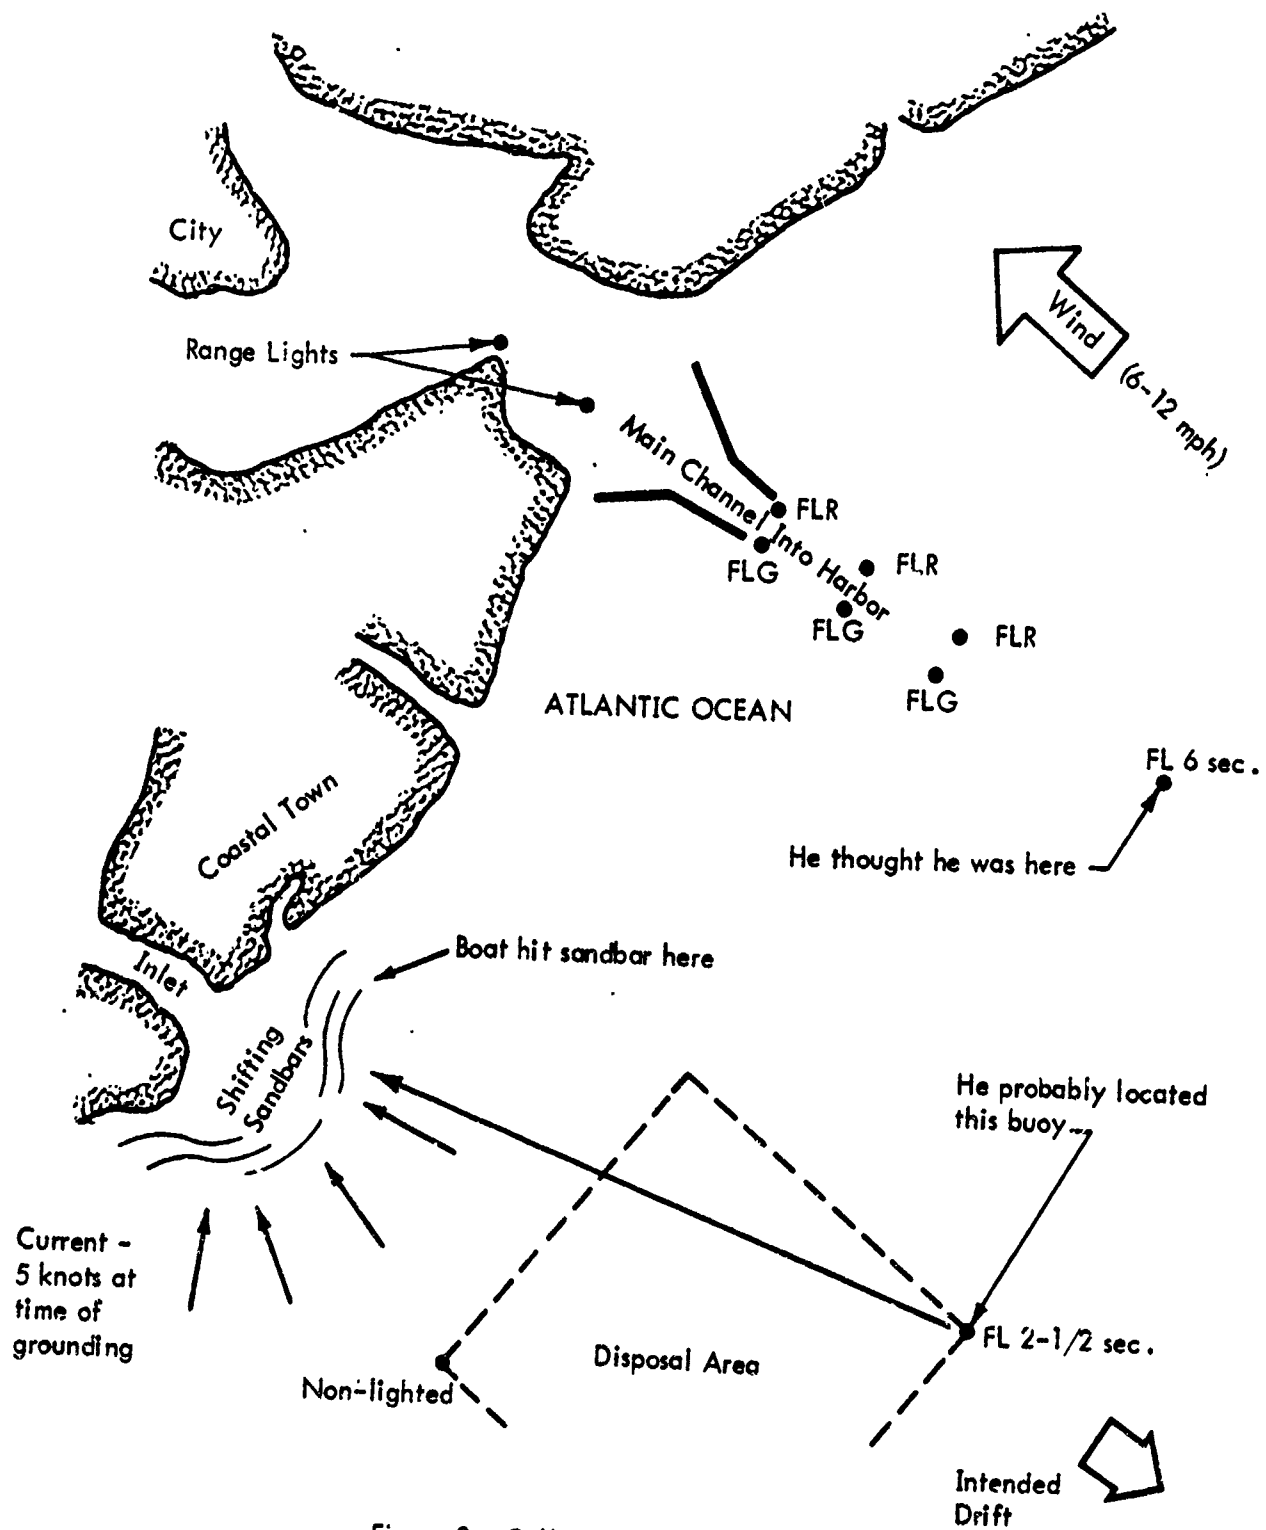 City
Wind
(6-12 mph)
Range Lights
Main Channel Into Harbor
FLR
FLG
FLR
FLG
FLR
FLG
ATLANTIC OCEAN
FL 6 sec.
He thought he was here
Coastal Town
Boat hit sandbar here
Inlet
Shifting
Sandbars
He probably located
this buoy
Current -
5 knots at
time of
grounding
Non-lighted
Disposal Area
FL 2-1/2 sec.
Intended
Drift